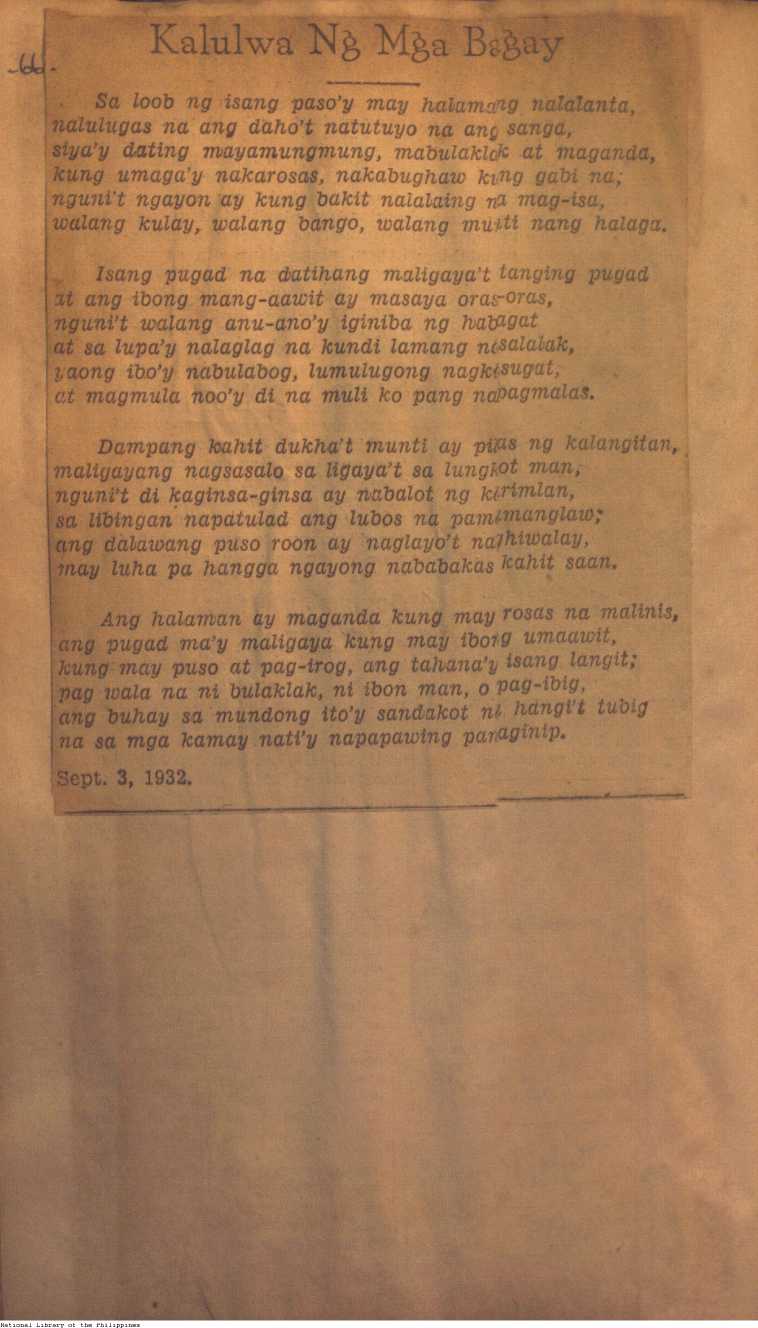 Kalulwa Ng Mga Bagay
-66-
Sa loob ng isang paso'y may halamang nalalanta,
nalulugas na ang daho't natutuyo na ang sanga,
siya'y dating mayamungmung, mabulaklak at maganda,
kung umaga'y nakarosas, nakabughaw kung gabi na;
nguni't ngayon ay kung bakit nalalaing na mag-isa,
walang kulay, walang bango, walang munti nang halaga.
Isang pugad na datihang maligaya't tanging pugad
at ang ibong mang-aawit ay masaya oras-oras,
nguni't walang anu-ano'y iginiba ng habagat
at sa lupa'y nalaglag na kundi lamang nasalalak,
yaong ibo'y nabulabog, lumulugong nagkasugat,
at magmula noo'y di na muli ko pang napagmalas.
Dampang kahit dukha't munti ay piras ng kalangitan,
maligayang nagsasalo sa ligaya't sa lungkot man,
nguni't di kaginsa-ginsa ay nabalot ng karimlan,
sa libingan napatulad ang lubos na pamamanglaw;
ang dalawang puso roon ay naglayo't naghiwalay,
may luha pa hangga ngayong nababakas kahit saan.
Ang halaman ay maganda kung may rosas na malinis,
ang pugad ma'y maligaya kung may ibong umaawit,
kung may puso at pag-irog, ang tahana'y isang langit;
pag wala na ni bulaklak, ni ibon man, o pag-ibig,
ang buhay sa mundong ito'y sandakot na hangi't tubig
na sa mga kamay nati'y napapawing panaginip.
Sept. 3, 1932.
National Library of the Philippines